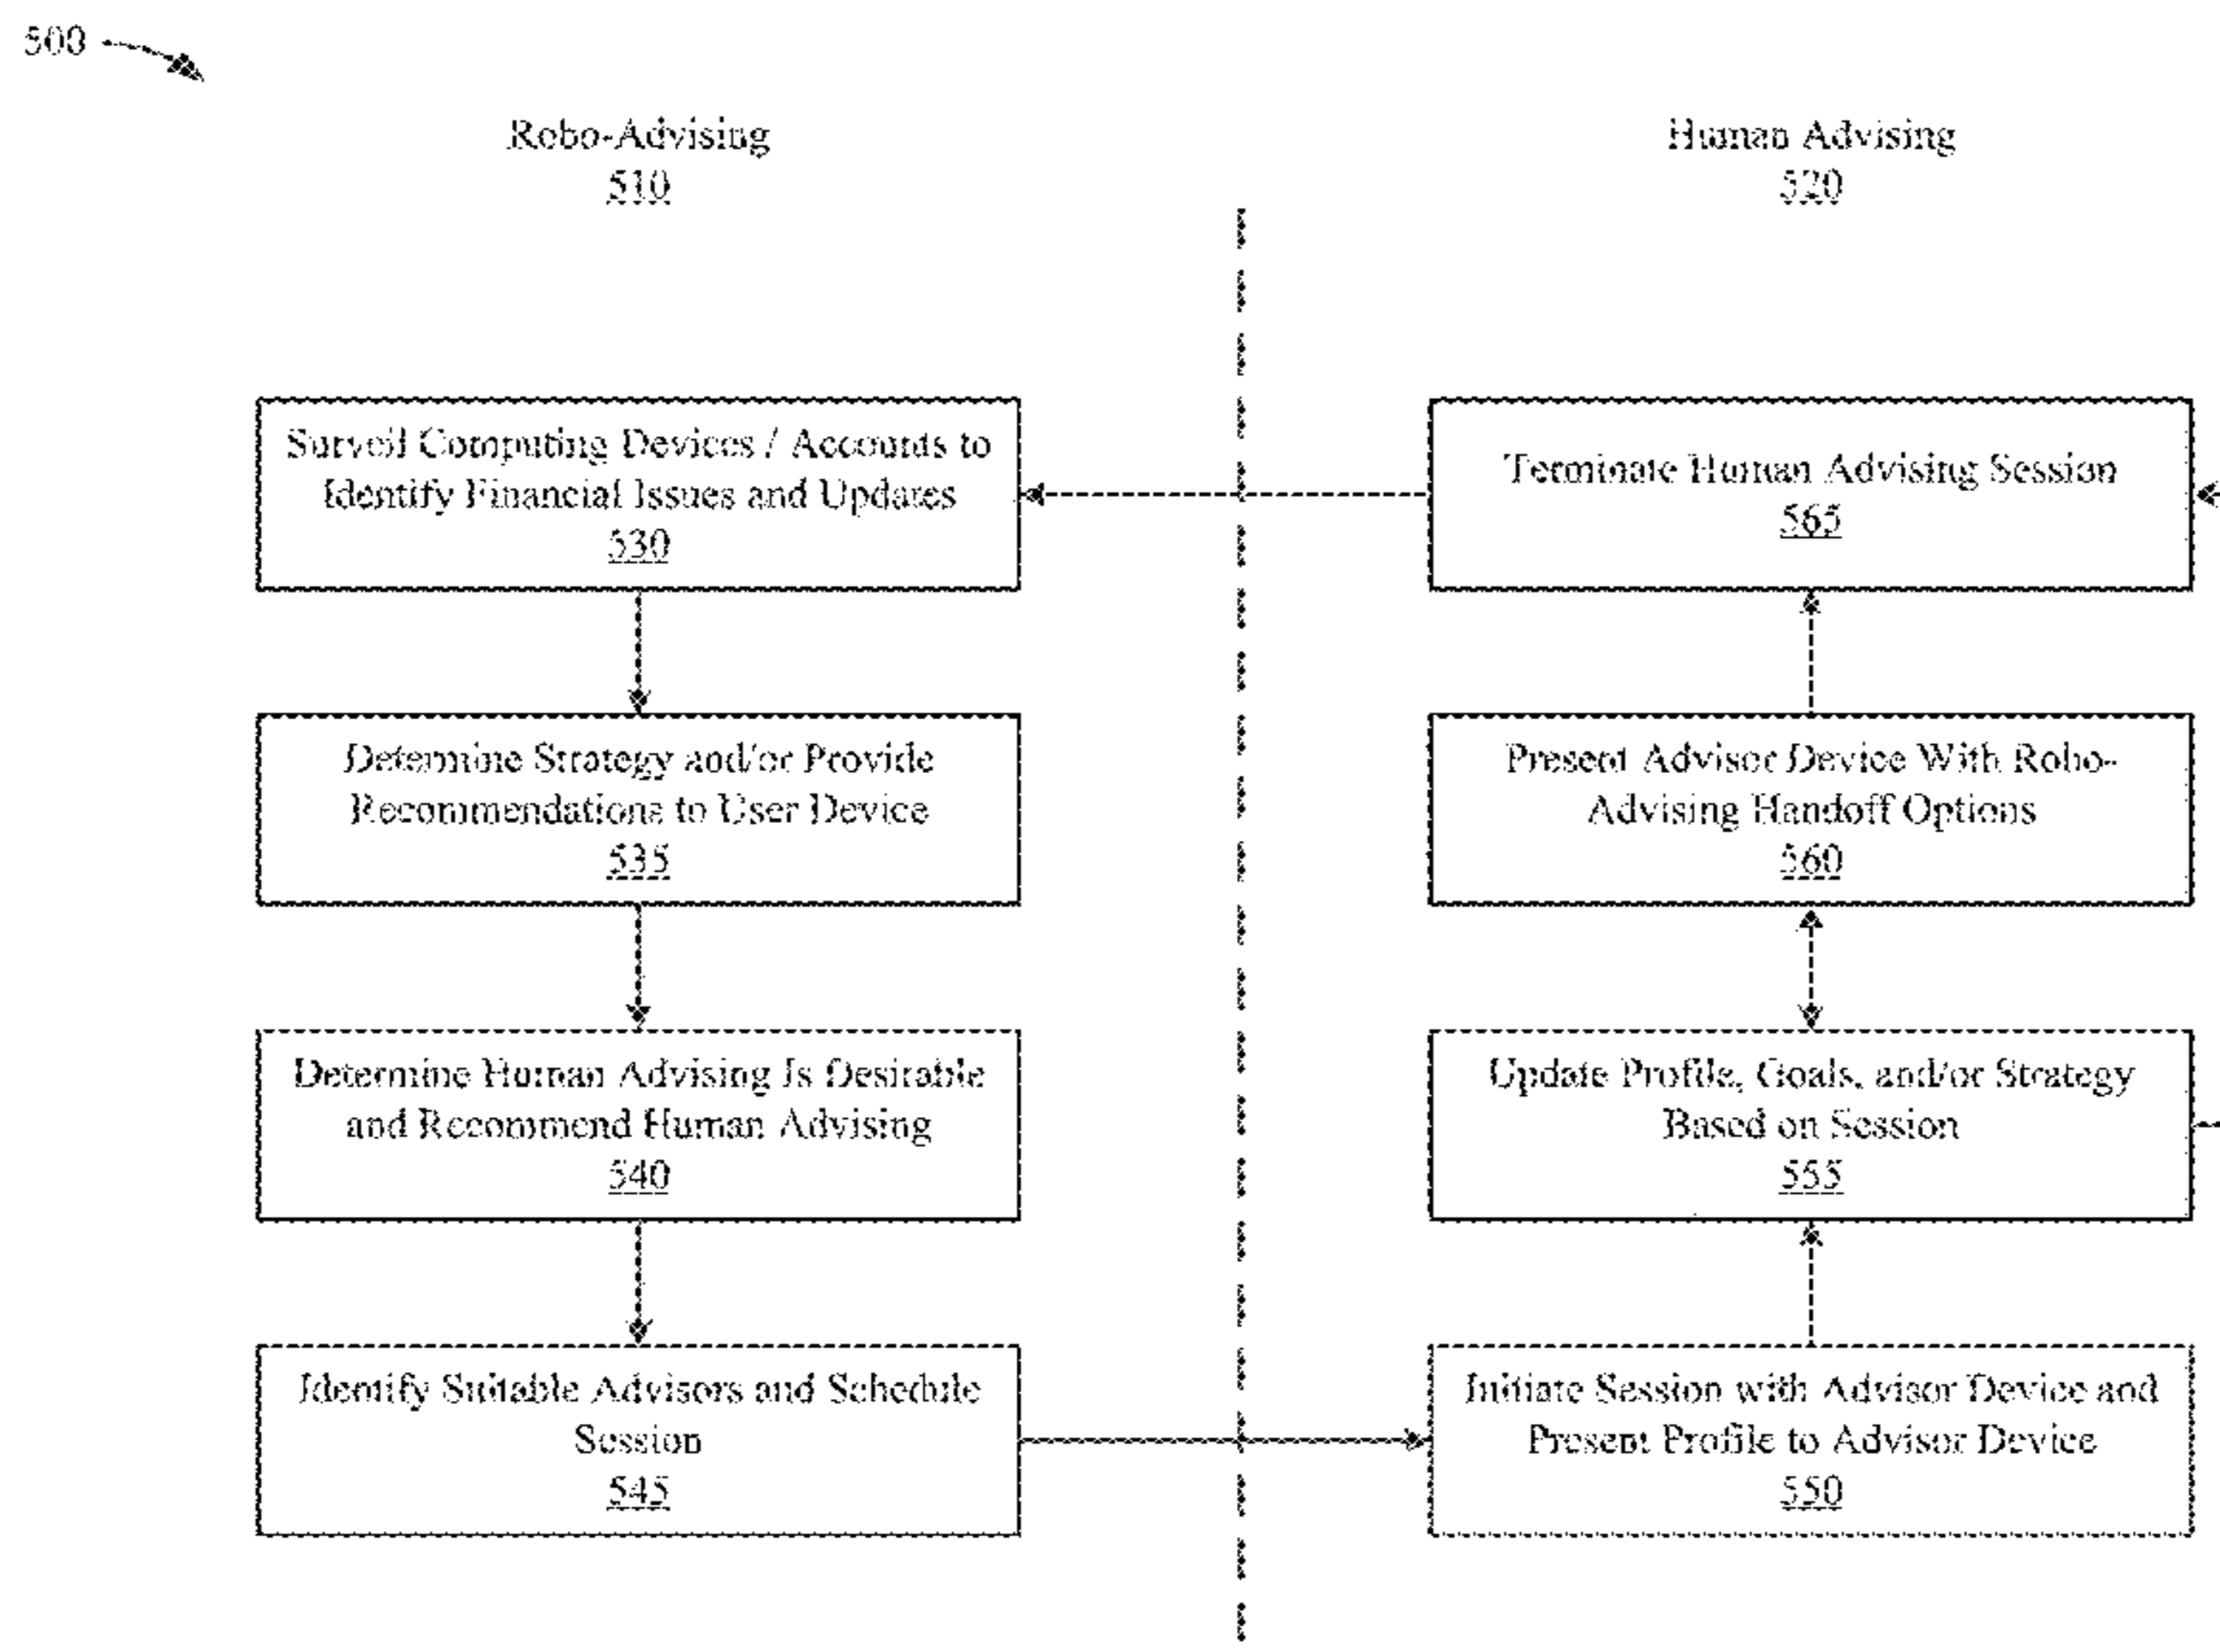 500
Robo-Advising
510
Human Advising
520
Surveil Computing Devices / Accounts to
Identify Financial Issues and Updates
530
Determine Strategy and/or Provide
Recommendations to User Device
535
Determine Human Advising Is Desirable
and Recommend Human Advising
540
Identify Suitable Advisors and Schedule
Session
545
Terminate Human Advising Session
565
Present Advisor Device With Robo-
Advising Handoff Options
560
Update Profile, Goals, and/or Strategy
Based on Session
555
Initiate Session with Advisor Device and
Present Profile to Advisor Device
550